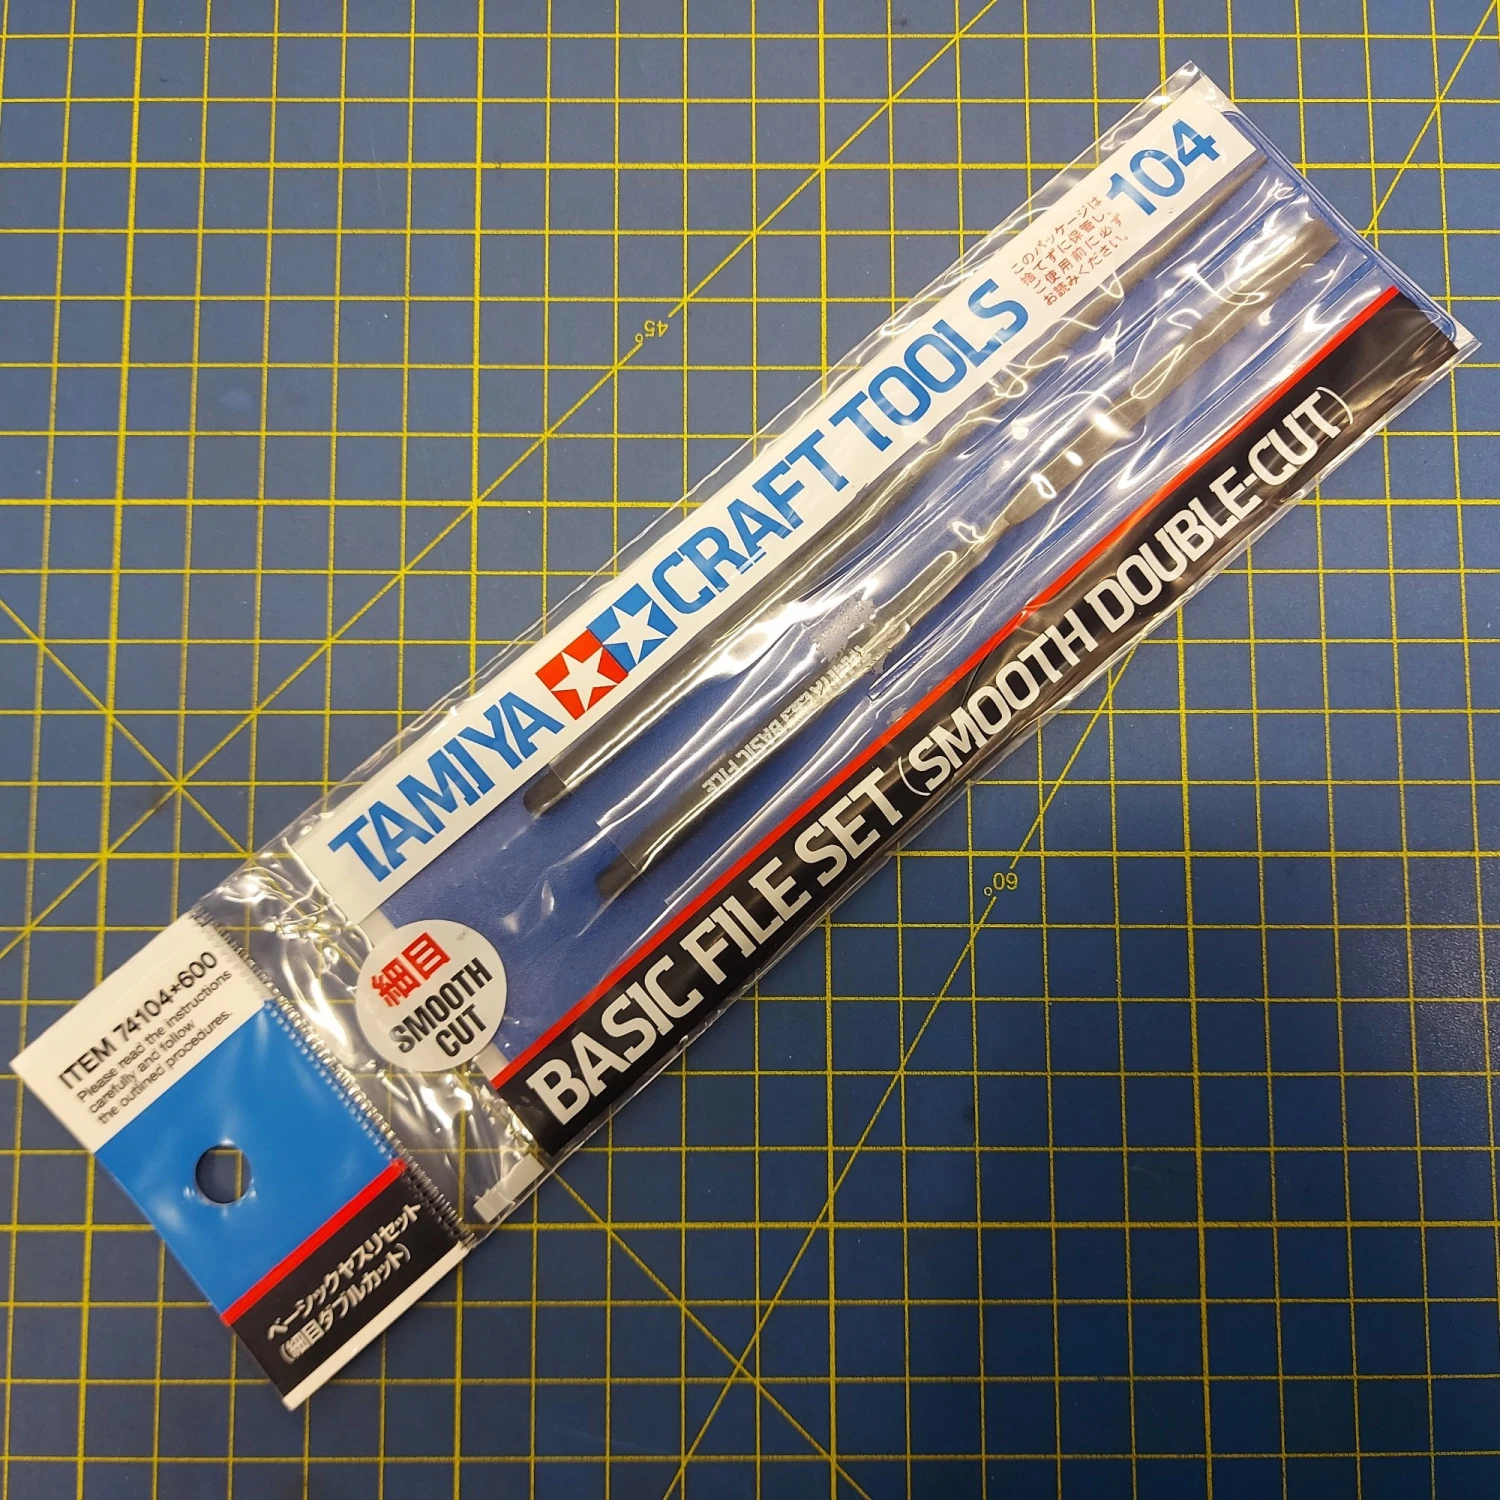 TAMIYA CRAFT TOOLS
このパッケージは
捨てずに保管し、
ご使用前に必ず
お読みください。
104
TAMIYA BASIC FILE
BASIC FILE SET (SMOOTH DOUBLE-CUT)
細目
SMOOTH
CUT
ITEM 74104*600
Please read the instructions
carefully and follow
the outlined procedures.
ベーシックヤスリセット
(細目ダブルカット)
45°
60°